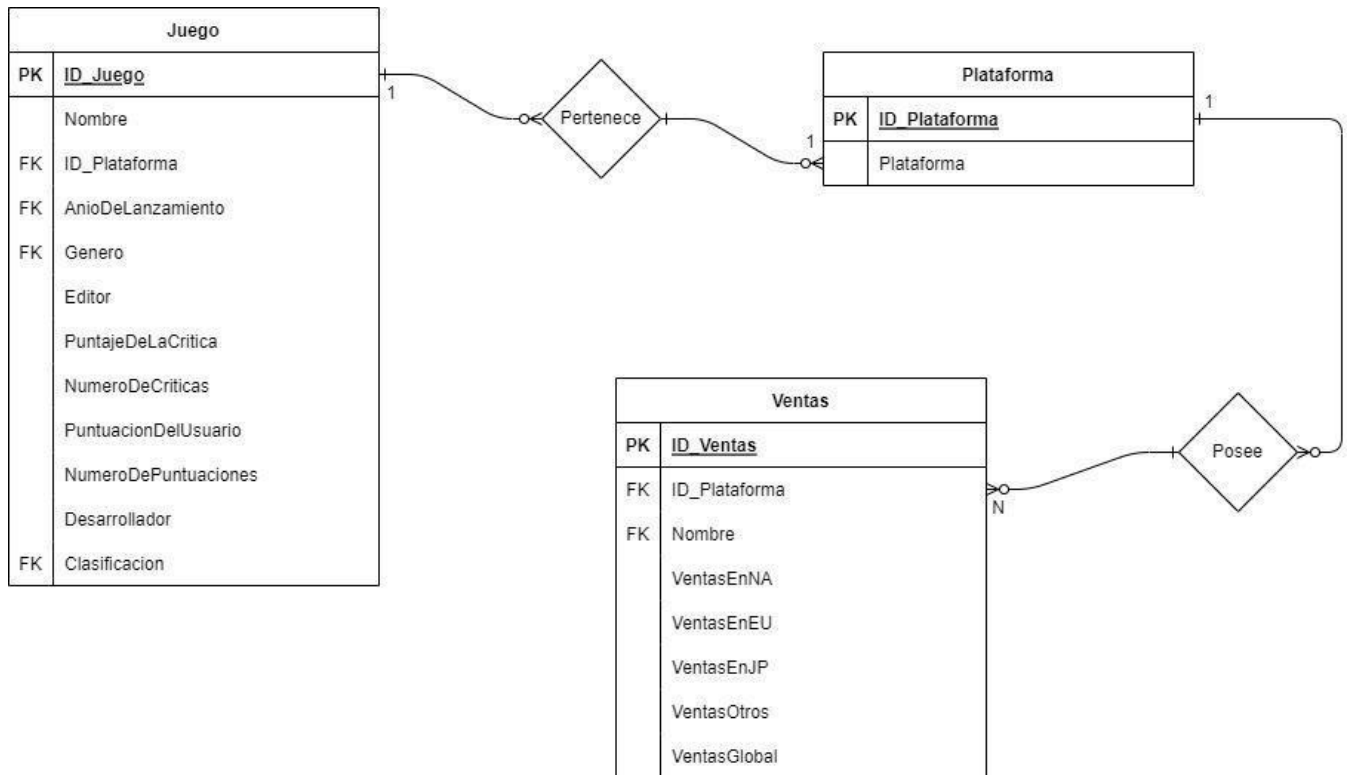 Juego
PK ID_Juego
Nombre
FK ID_Plataforma
FK AnioDeLanzamiento
FK Genero
Editor
PuntajeDeLaCritica
NumeroDeCriticas
PuntuacionDelUsuario
NumeroDePuntuaciones
Desarrollador
FK Clasificacion
1
Pertenece
1
Plataforma
PK ID_Plataforma
Plataforma
1
Posee
N
Ventas
PK ID_Ventas
FK ID_Plataforma
FK Nombre
VentasEnNA
VentasEnEU
VentasEnJP
VentasOtros
VentasGlobal